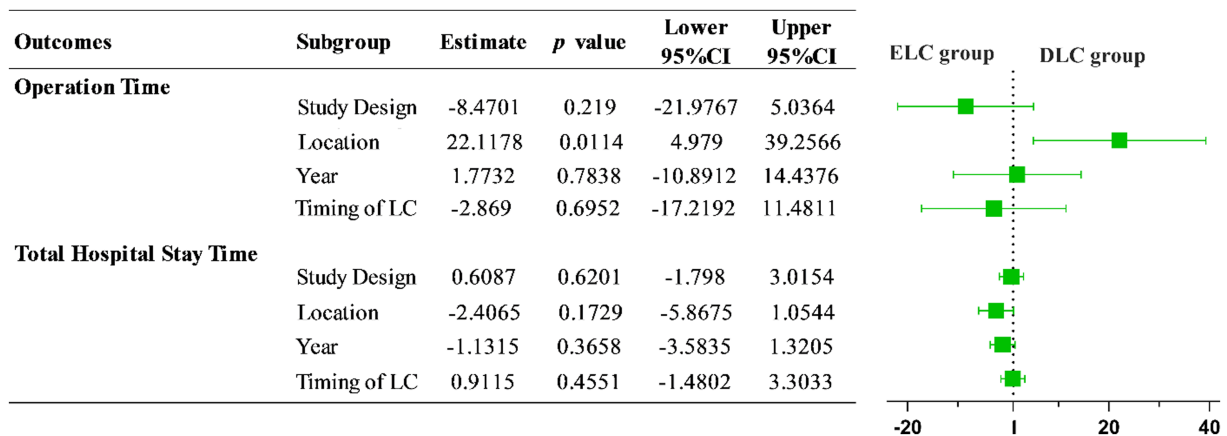 Outcomes Subgroup Estimate p value Lower 95%CI Upper 95%CI
ELC group DLC group
Operation Time
Study Design -8.4701 0.219 -21.9767 5.0364
Location 22.1178 0.0114 4.979 39.2566
Year 1.7732 0.7838 -10.8912 14.4376
Timing of LC -2.869 0.6952 -17.2192 11.4811
Total Hospital Stay Time
Study Design 0.6087 0.6201 -1.798 3.0154
Location -2.4065 0.1729 -5.8675 1.0544
Year -1.1315 0.3658 -3.5835 1.3205
Timing of LC 0.9115 0.4551 -1.4802 3.3033
-20 I 20 40